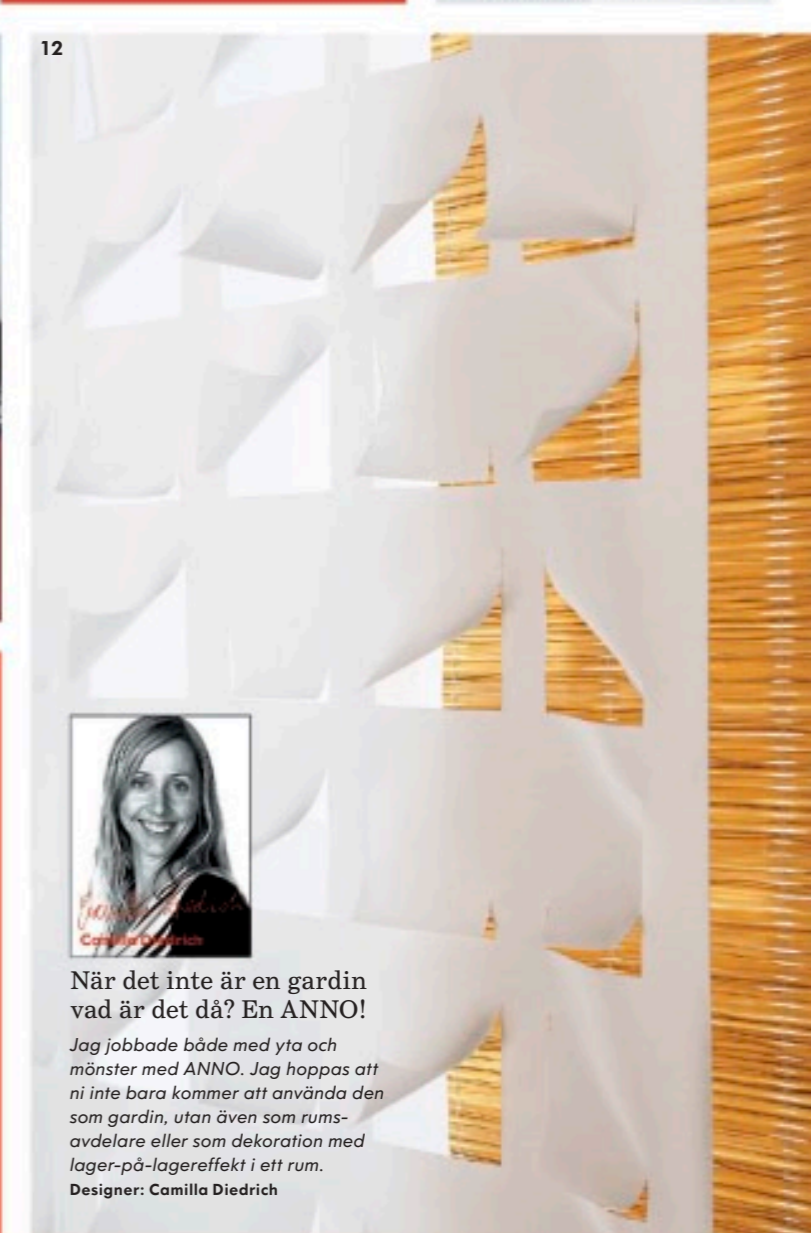 12
Camilla Diedrich
Camilla Diedrich
När det inte är en gardin
vad är det då? En ANNO!
Jag jobbade både med yta och
mönster med ANNO. Jag hoppas att
ni inte bara kommer att använda den
som gardin, utan även som rums-
avdelare eller som dekoration med
lager-på-lagereffekt i ett rum.
Designer: Camilla Diedrich